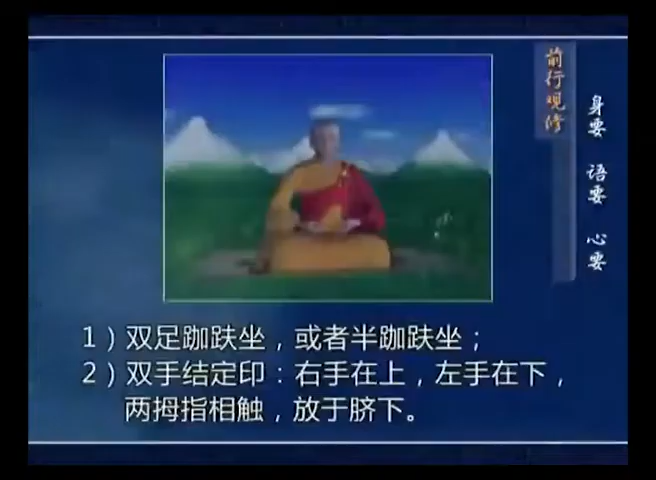 前行观修
身要 语要 心要
1）双足跏趺坐，或者半跏趺坐；
2）双手结定印：右手在上，左手在下，
两拇指相触，放于脐下。